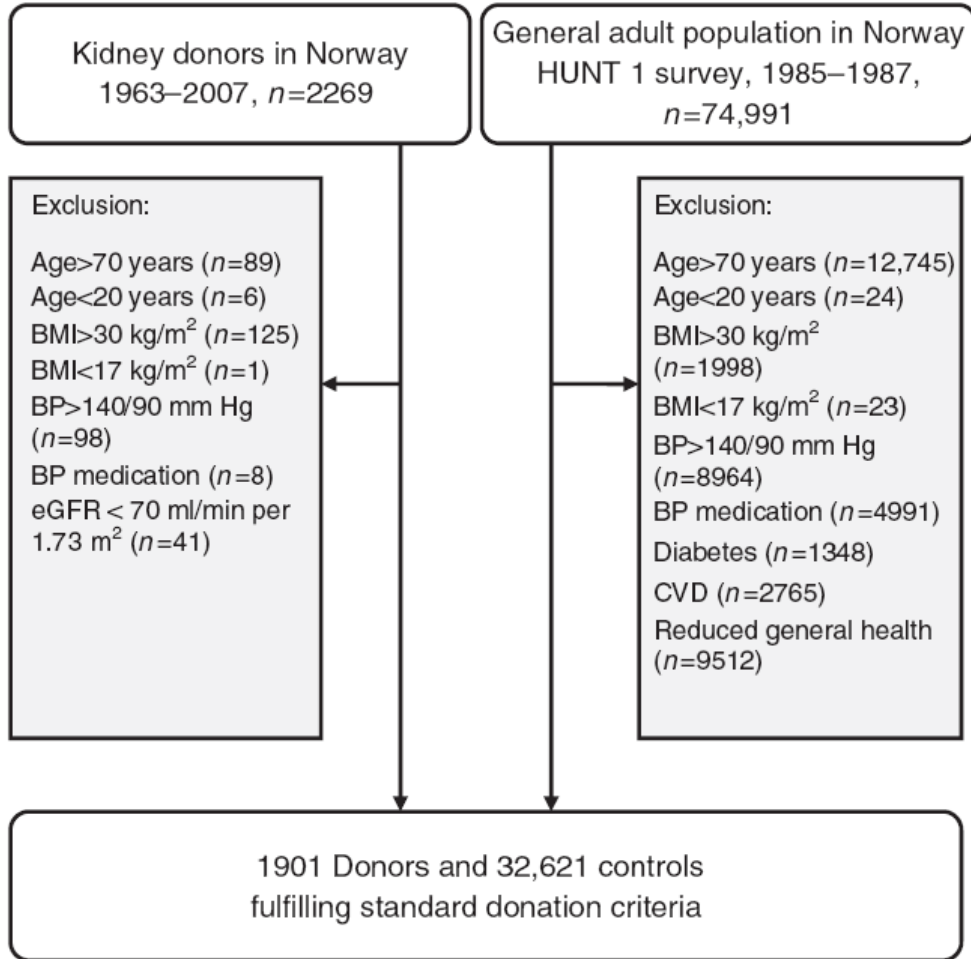 Kidney donors in Norway
1963–2007, n=2269
General adult population in Norway
HUNT 1 survey, 1985–1987,
n=74,991
Exclusion:
Age>70 years (n=89)
Age<20 years (n=6)
BMI>30 kg/m² (n=125)
BMI<17 kg/m² (n=1)
BP>140/90 mm Hg
(n=98)
BP medication (n=8)
eGFR < 70 ml/min per
1.73 m² (n=41)
Exclusion:
Age>70 years (n=12,745)
Age<20 years (n=24)
BMI>30 kg/m²
(n=1998)
BMI<17 kg/m² (n=23)
BP>140/90 mm Hg
(n=8964)
BP medication (n=4991)
Diabetes (n=1348)
CVD (n=2765)
Reduced general health
(n=9512)
1901 Donors and 32,621 controls
fulfilling standard donation criteria